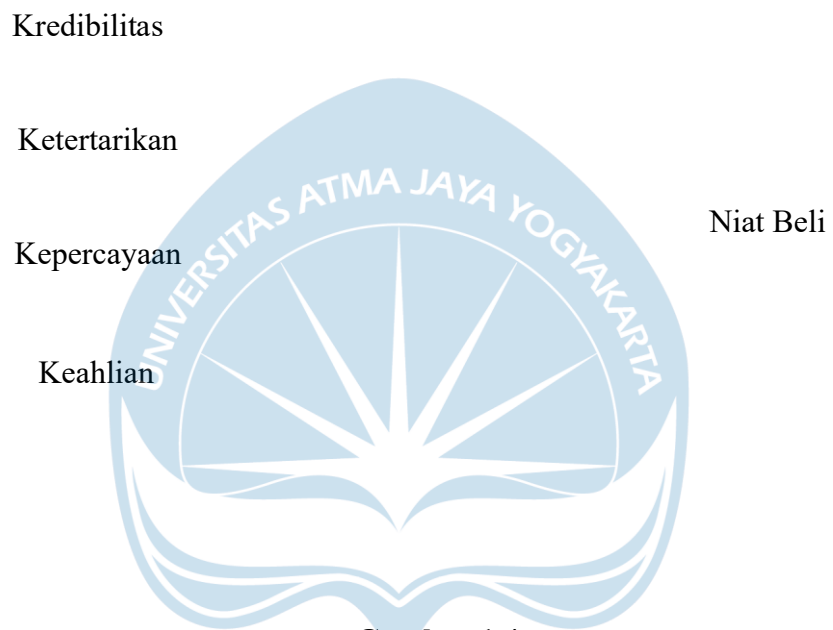 Kredibilitas
Ketertarikan
UNIVERSITAS ATMA JAYA YOGYAKARTA
Niat Beli
Kepercayaan
Keahlian